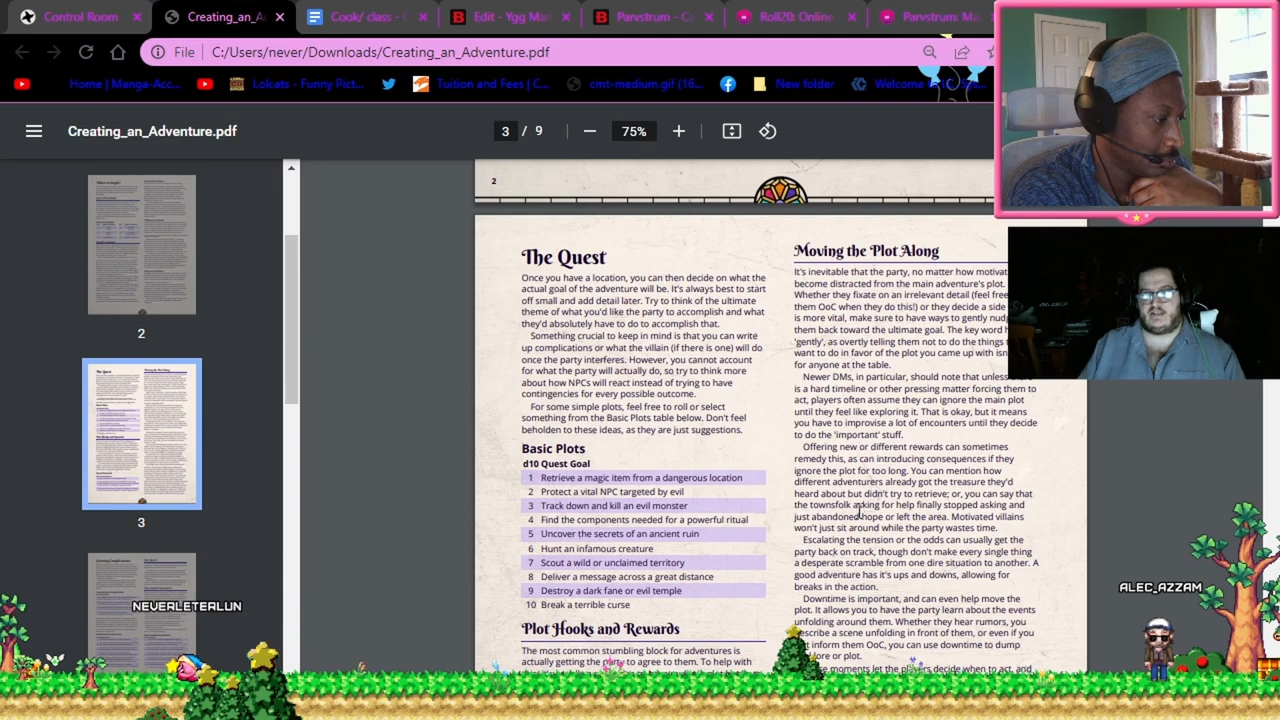 Control Room
Creating_an_A
Cook/ class - G
Edit - Ygg Ma
Parvstrum - C
Roll20: Online
Parvstrum: Ma
File
C:/Users/never/Downloads/Creating_an_Adventure.pdf
Home | Manga-Acc...
Lolcats - Funny Pict...
Tuition and Fees | C...
cmt-medium.gif (16...
New folder
Creating_an_Adventure.pdf
3 / 9
75%
2
3
NEVERLETERLUN
2
The Quest
Once you have a location, you can then decide on what the
actual goal of the adventure will be. It's always best to start
off small and add detail later. Try to think of the ultimate
theme of what you'd like the party to accomplish and what
they'd absolutely have to do to accomplish that.
Something crucial to keep in mind is that you can write
up complications or what the villain (if there is one) will do
once the party interferes. However, you cannot account
for what the party will actually do, so try to think more
about how NPCs will react instead of trying to have
contingencies for every possible outcome.
For some simple plots, feel free to roll or select
something from the Basic Plots table below. Don't feel
beholden to these ideas, as they are just suggestions.
Basic Plots
d10 Quest Goal
1 Retrieve a magic item from a dangerous location
2 Protect a vital NPC targeted by evil
3 Track down and kill an evil monster
4 Find the components needed for a powerful ritual
5 Uncover the secrets of an ancient ruin
6 Hunt an infamous creature
7 Scout a wild or unclaimed territory
8 Deliver a message across a great distance
9 Destroy a dark fane or evil temple
10 Break a terrible curse
Plot Hooks and Rewards
The most common stumbling block for adventures is
actually getting the party to agree to them. To help with
Moving the Plot Along
It's inevitable that the party, no matter how motivat
become distracted from the main adventure's plot.
Whether they fixate on an irrelevant detail (feel free
them OoC when they do this!) or they decide a side
is more vital, make sure to have ways to gently nud
them back toward the ultimate goal. The key word h
'gently', as overtly telling them not to do the things t
want to do in favor of the plot you came up with isn
for anyone at the table.
Newer DMs, in particular, should note that unless
is a hard timeline or other pressing matter forcing them to
act, players often assume they can ignore the main plot
until they feel like exploring it. That is okay, but it means
you have to improvise a lot of encounters until they decide
to do the 'important' stuff.
Offering new or different rewards can sometimes
remedy this, as can introducing consequences if they
ignore the plot for too long. You can mention how
different adventurers already got the treasure they'd
heard about but didn't try to retrieve; or, you can say that
the townsfolk asking for help finally stopped asking and
just abandoned hope or left the area. Motivated villains
won't just sit around while the party wastes time.
Escalating the tension or the odds can usually get the
party back on track, though don't make every single thing
a desperate scramble from one dire situation to another. A
good adventure has it's ups and downs, allowing for
breaks in the action.
Downtime is important, and can even help move the
plot. It allows you to have the party learn about the events
unfolding around them. Whether they hear rumors, you
describe a scene unfolding in front of them, or even if you
inform them OoC, you can use downtime to dump
lore or plot.
moments let the players decide when to act, and
ALEC_AZZAM